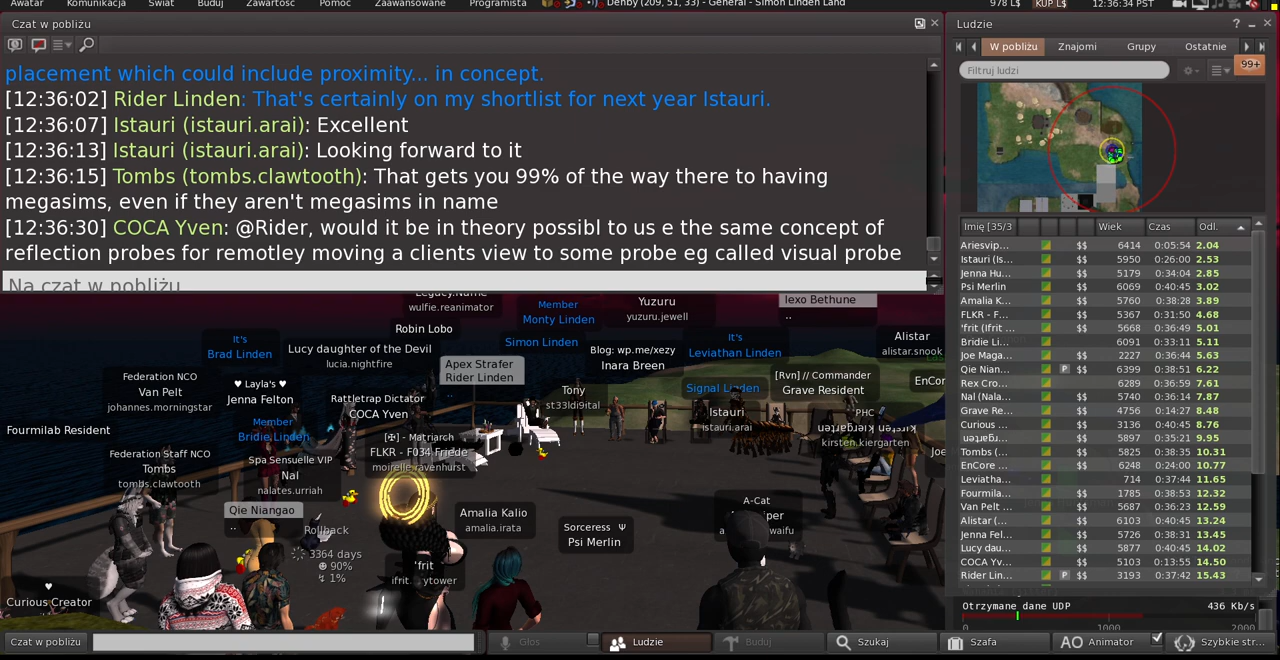 Awatar Komunikacja Świat Buduj Zawartość Pomoc Zaawansowane Programista
Denby (209, 51, 33) - General - Simon Linden Land
978 L$ KUP L$ 12:36:34 PST
Czat w pobliżu
placement which could include proximity... in concept.
[12:36:02] Rider Linden: That's certainly on my shortlist for next year Istauri.
[12:36:07] Istauri (istauri.arai): Excellent
[12:36:13] Istauri (istauri.arai): Looking forward to it
[12:36:15] Tombs (tombs.clawtooth): That gets you 99% of the way there to having
megasims, even if they aren't megasims in name
[12:36:30] COCA Yven: @Rider, would it be in theory possibl to us e the same concept of
reflection probes for remotley moving a clients view to some probe eg called visual probe
Na czat w pobliżu
Legacy.Name
wulfie.reanimator
Robin Lobo
Member
Monty Linden
Yuzuru
yuzuru.jewell
lexo Bethune
..
It's
Brad Linden
Lucy daughter of the Devil
lucia.nightfire
Simon Linden
Blog: wp.me/xezy
Inara Breen
It's
Leviathan Linden
Alistar
alistar.snook
Apex Strafer
Rider Linden
..
Federation NCO
Van Pelt
johannes.morningstar
♥ Layla's ♥
Jenna Felton
Rattletrap Dictator
COCA Yven
Tony
st33ldi9ital
Signal Linden
[Rvn] // Commander
Grave Resident
EnCor
Fourmilab Resident
Member
Bridie Linden
Istauri
istauri.arai
PHC
kirsten.kiergarten
Joe
[✠] - Matriarch
FLKR - F034 Friede
moirelle.ravenhurst
Federation Staff NCO
Tombs
tombs.clawtooth
Spa Sensuelle VIP
Nal
nalates.urriah
Qie Niangao
..
Rollback
3364 days
☻ 90%
↯ 1%
Amalia Kalio
amalia.irata
Sorceress Ψ
Psi Merlin
A-Cat
'frit
♥
Curious Creator
Ludzie
? _ ×
W pobliżu Znajomi Grupy Ostatnie
Filtruj ludzi
99+
Imię [35/3 Wiek Czas Odl.
Ariesvip... $$ 6414 0:05:54 2.04
Istauri (Is... $$ 5950 0:26:00 2.53
Jenna Hu... $$ 5179 0:34:04 2.85
Psi Merlin $$ 6069 0:40:45 3.02
Amalia K... $$ 5760 0:38:28 3.89
FLKR - F... $$ 5367 0:31:50 4.68
'frit (Ifrit ... $$ 5668 0:36:49 5.01
Bridie Li... 6091 0:33:11 5.11
Joe Maga... $$ 2227 0:36:44 5.63
Qie Nian... P $$ 6399 0:38:51 6.22
Rex Cro... 6289 0:36:59 7.61
Nal (Nala... $$ 5740 0:36:14 7.87
Grave Re... $$ 4756 0:14:27 8.48
Curious ... $$ 3136 0:40:45 8.76
$$ 5897 0:35:21 9.95
Tombs (... $$ 5825 0:38:35 10.31
EnCore ... $$ 6248 0:24:00 10.77
Leviatha... 714 0:37:44 11.65
Fourmila... $$ 1785 0:38:53 12.32
Van Pelt ... $$ 5687 0:36:23 12.59
Alistar (... $$ 6103 0:40:45 13.24
Jenna Fel... $$ 5726 0:38:31 13.45
Lucy dau... $$ 5877 0:40:45 14.02
COCA Yv... $$ 5103 0:13:55 14.50
Rider Lin... P $$ 3193 0:37:42 15.43
Otrzymane dane UDP 436 Kb/s
0 1000 2000
Czat w pobliżu Głos Ludzie Buduj Szukaj Szafa AO Animator Szybkie str...